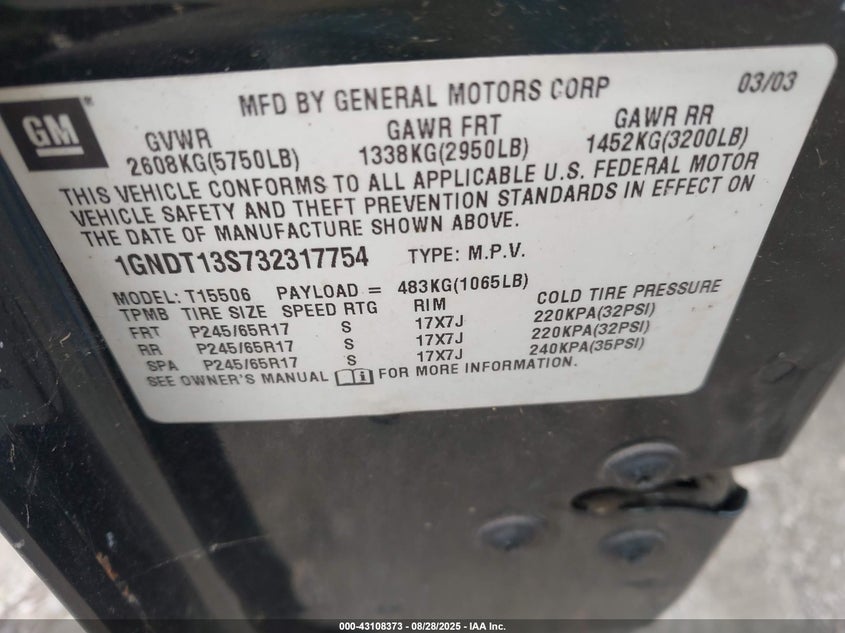 MFD BY GENERAL MOTORS CORP 03/03
GM
GVWR GAWR FRT GAWR RR
2608KG(5750LB) 1338KG(2950LB) 1452KG(3200LB)
THIS VEHICLE CONFORMS TO ALL APPLICABLE U.S. FEDERAL MOTOR
VEHICLE SAFETY AND THEFT PREVENTION STANDARDS IN EFFECT ON
THE DATE OF MANUFACTURE SHOWN ABOVE.
1GNDT13S732317754 TYPE: M.P.V.
MODEL: T15506 PAYLOAD = 483KG(1065LB)
TPMB TIRE SIZE SPEED RTG RIM COLD TIRE PRESSURE
FRT P245/65R17 S 17X7J 220KPA(32PSI)
RR P245/65R17 S 17X7J 220KPA(32PSI)
SPA P245/65R17 S 17X7J 240KPA(35PSI)
SEE OWNER'S MANUAL FOR MORE INFORMATION.
000-43108373 | 08/28/2025 - IAA Inc.